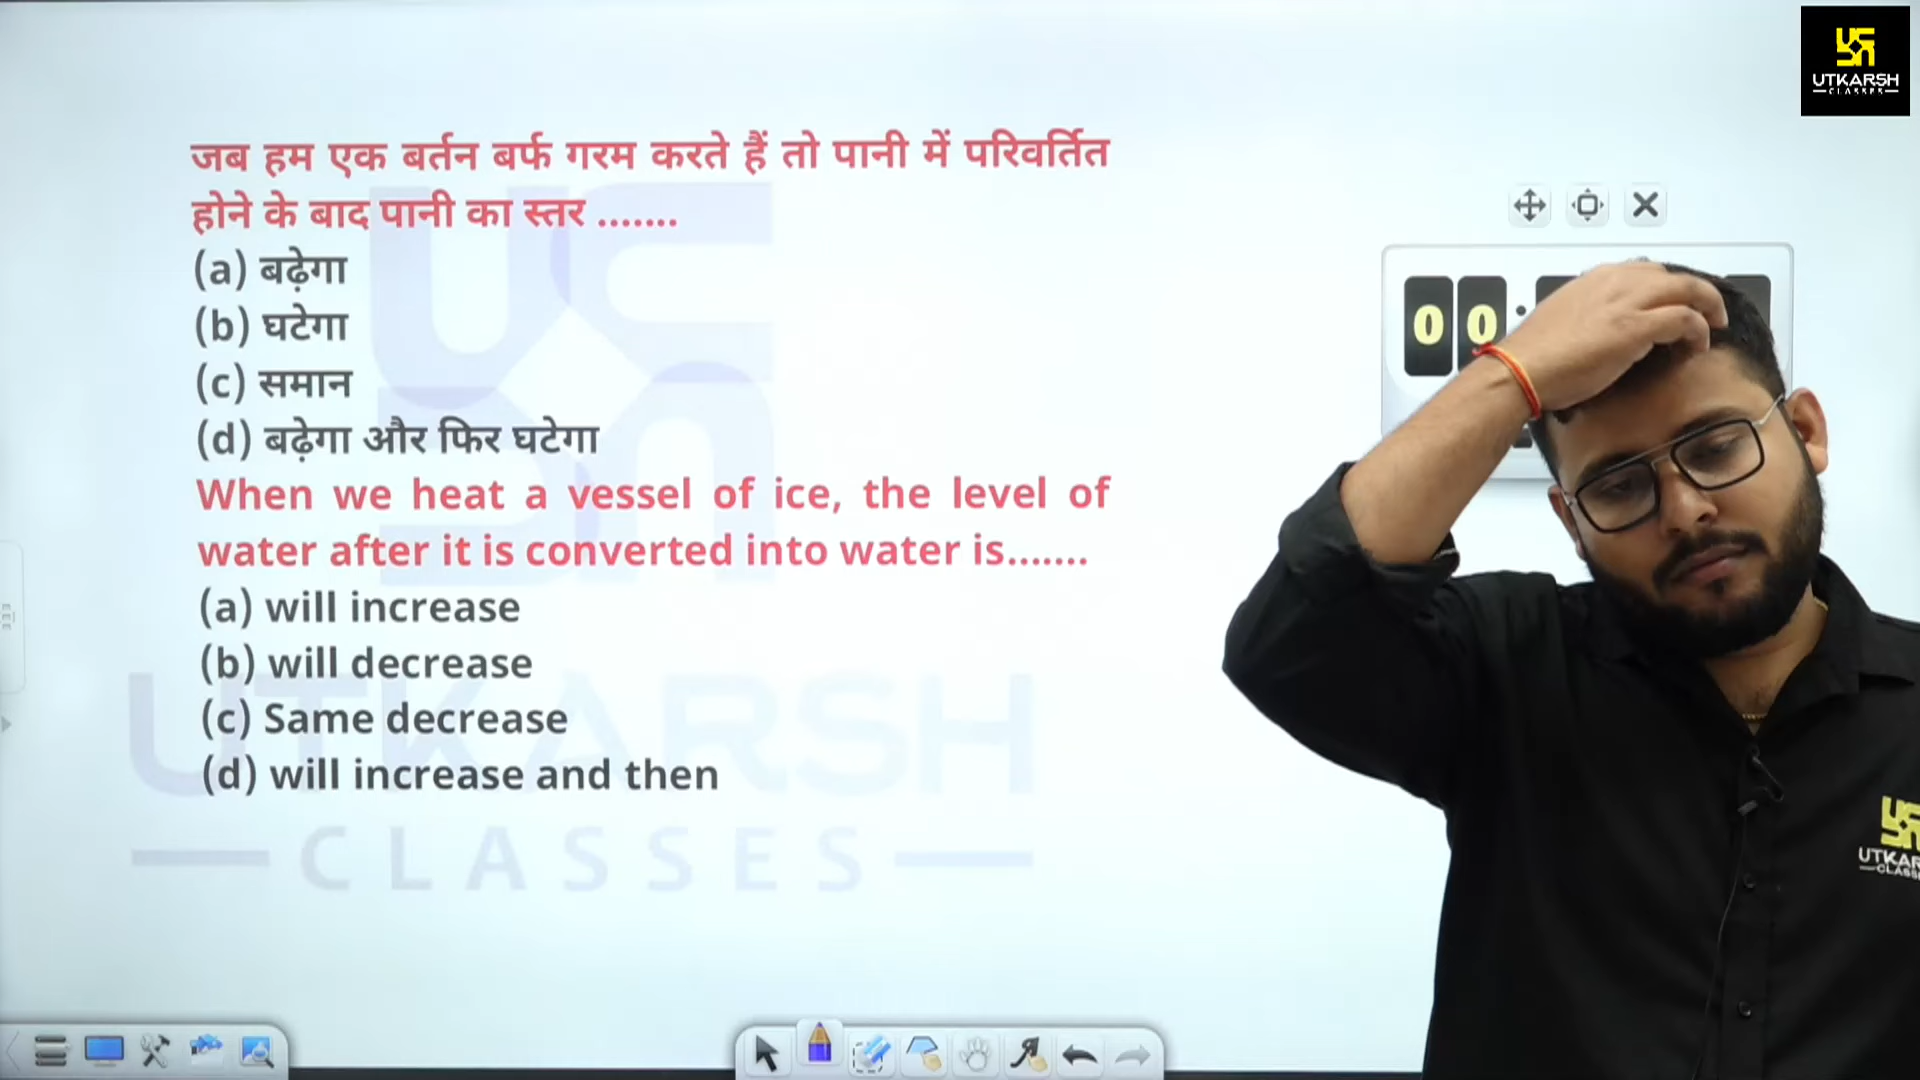 UTKARSH
CLASSES
जब हम एक बर्तन बर्फ गरम करते हैं तो पानी में परिवर्तित
होने के बाद पानी का स्तर .......
(a) बढ़ेगा
(b) घटेगा
(c) समान
(d) बढ़ेगा और फिर घटेगा
When we heat a vessel of ice, the level of
water after it is converted into water is.......
(a) will increase
(b) will decrease
(c) Same decrease
(d) will increase and then
00:
UTKARSH
CLASSES